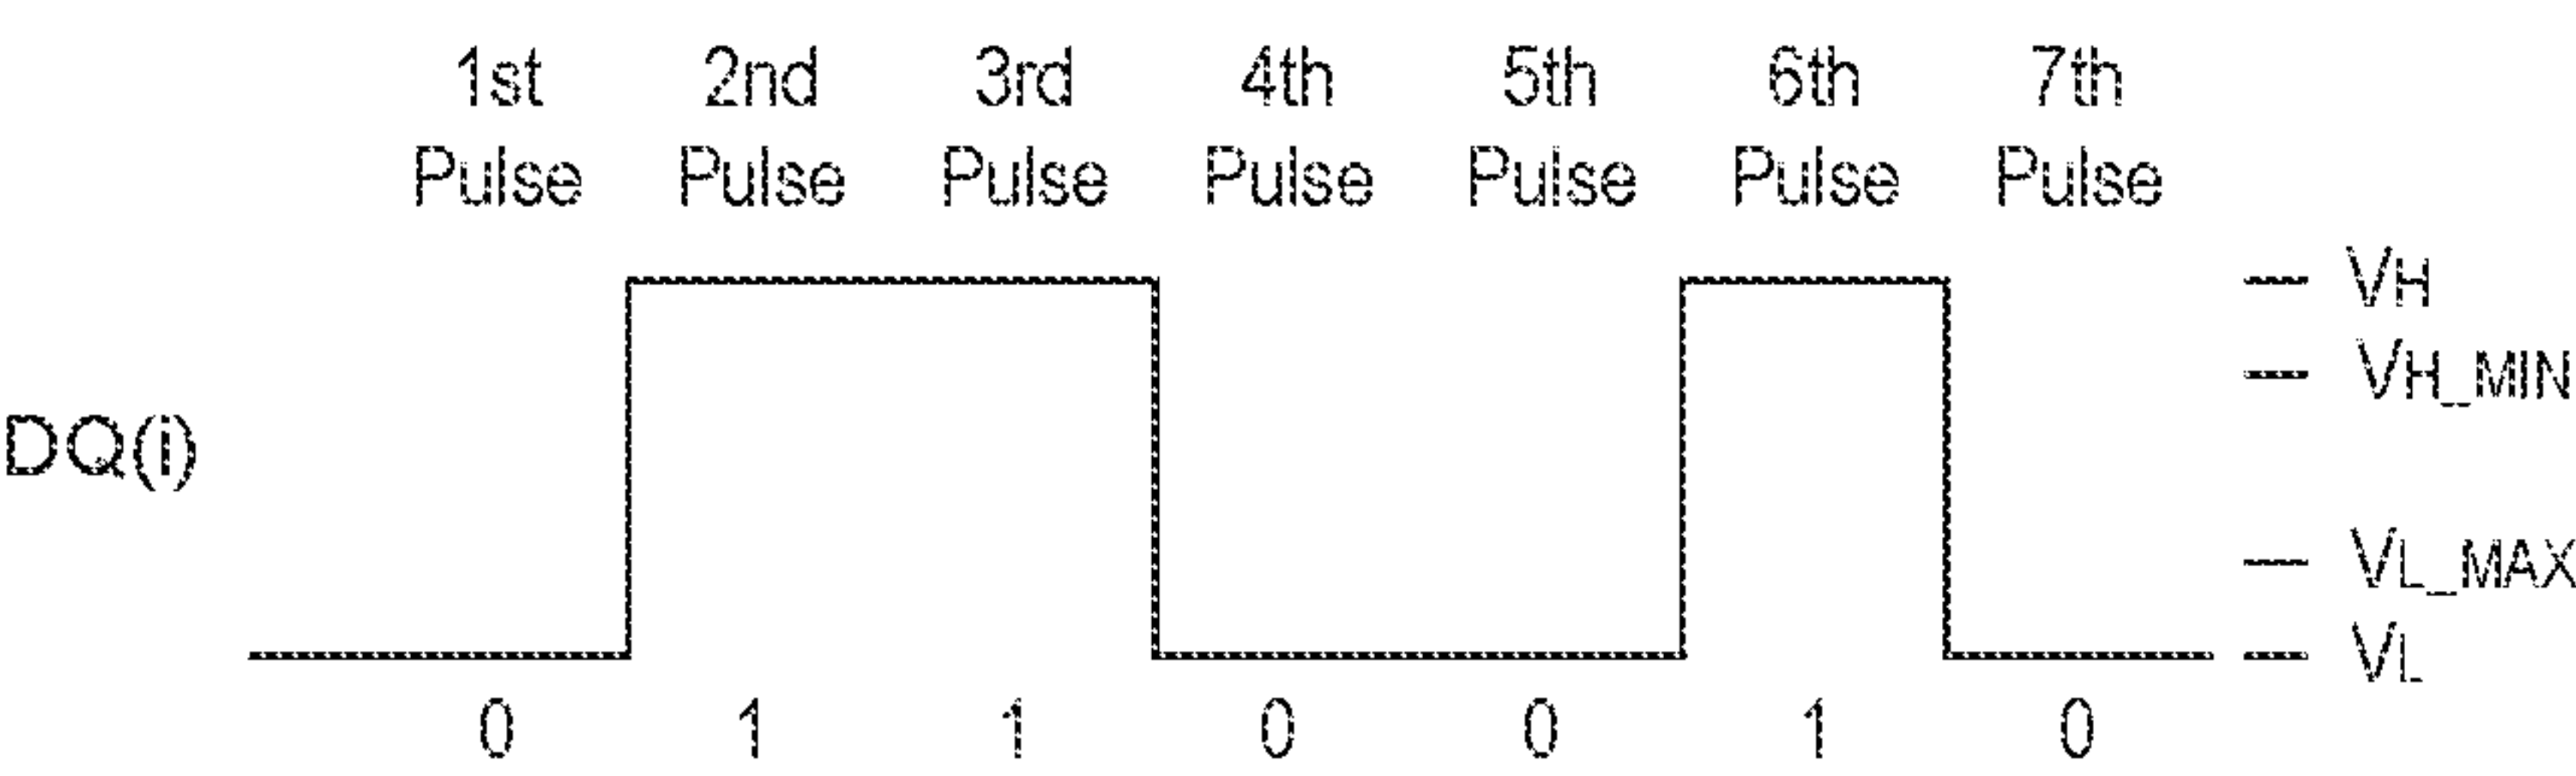 1st 2nd 3rd 4th 5th 6th 7th
Pulse Pulse Pulse Pulse Pulse Pulse Pulse
VH
VH_MIN
DQ(i)
VL_MAX
VL
0 1 1 0 0 1 0